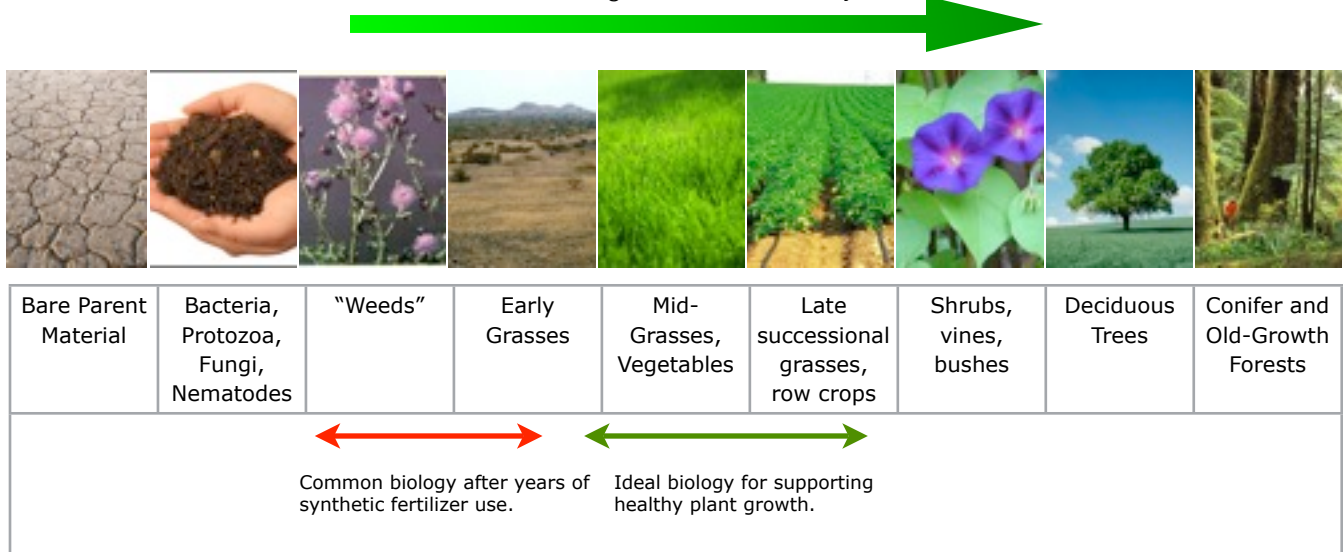 Bare Parent
Material
Bacteria,
Protozoa,
Fungi,
Nematodes
“Weeds”
Early
Grasses
Mid-
Grasses,
Vegetables
Late
successional
grasses,
row crops
Shrubs,
vines,
bushes
Deciduous
Trees
Conifer and
Old-Growth
Forests
Common biology after years of
synthetic fertilizer use.
Ideal biology for supporting
healthy plant growth.